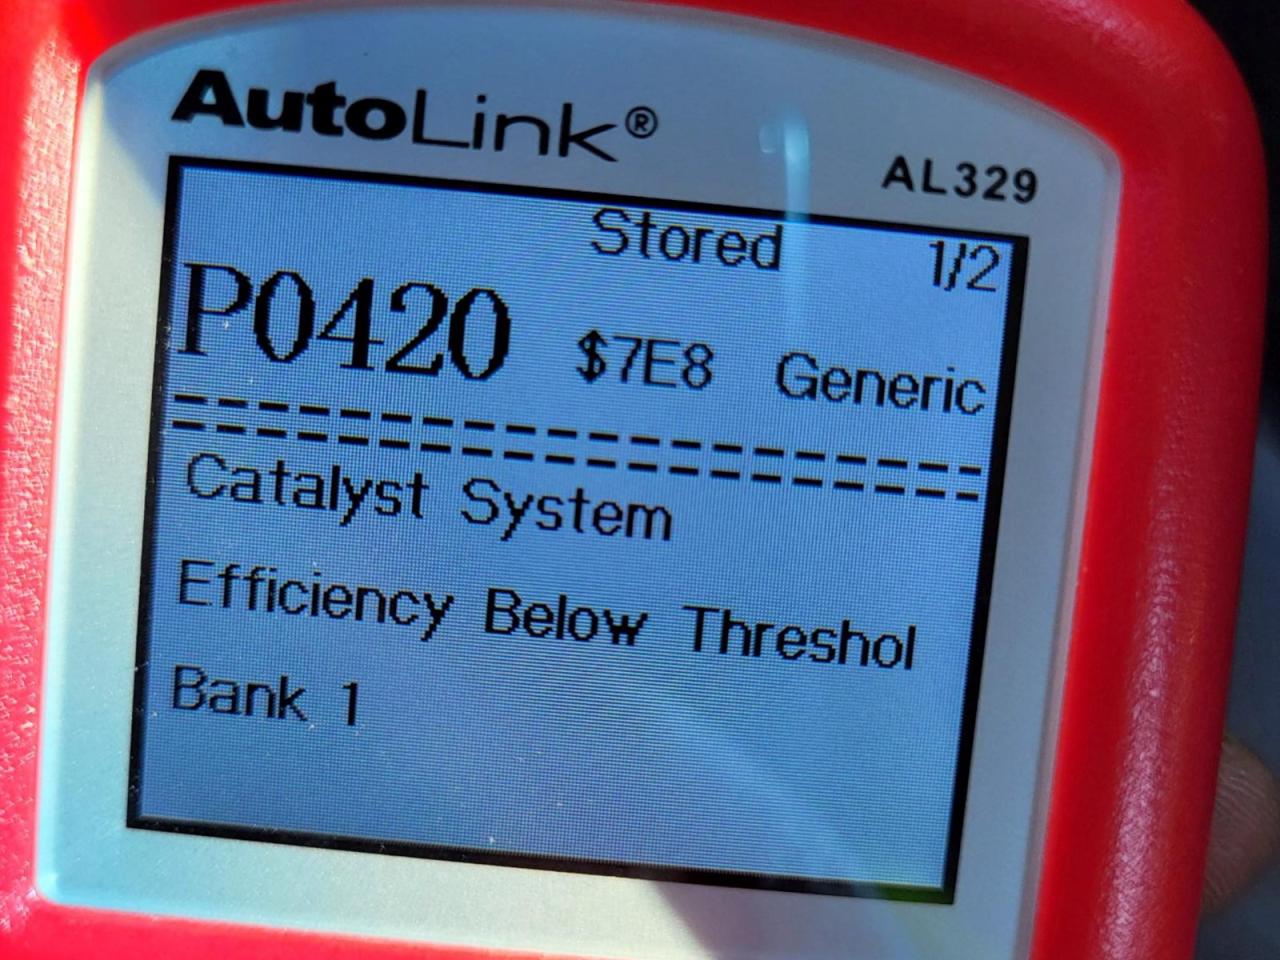 AutoLink®
AL329
Stored 1/2
P0420 $7E8 Generic
Catalyst System
Efficiency Below Threshol
Bank 1